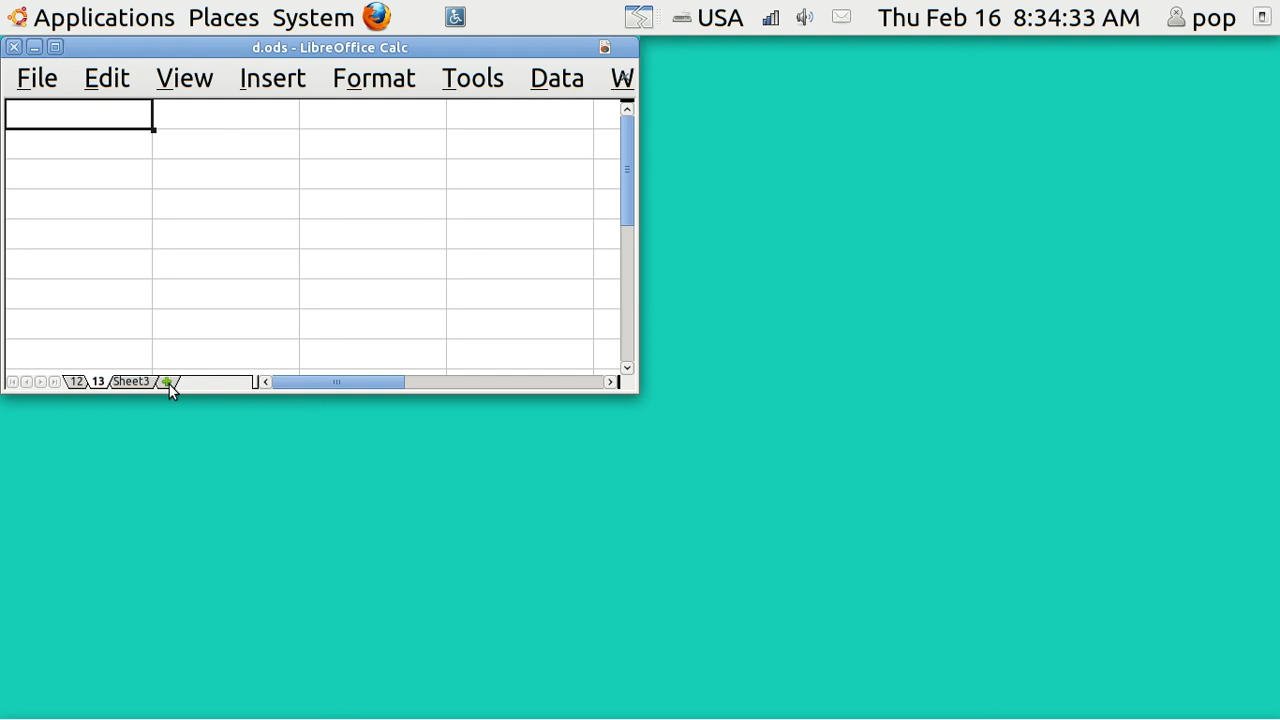 Applications Places System USA Thu Feb 16 8:34:33 AM pop
d.ods - LibreOffice Calc
File Edit View Insert Format Tools Data W
12 13 Sheet3